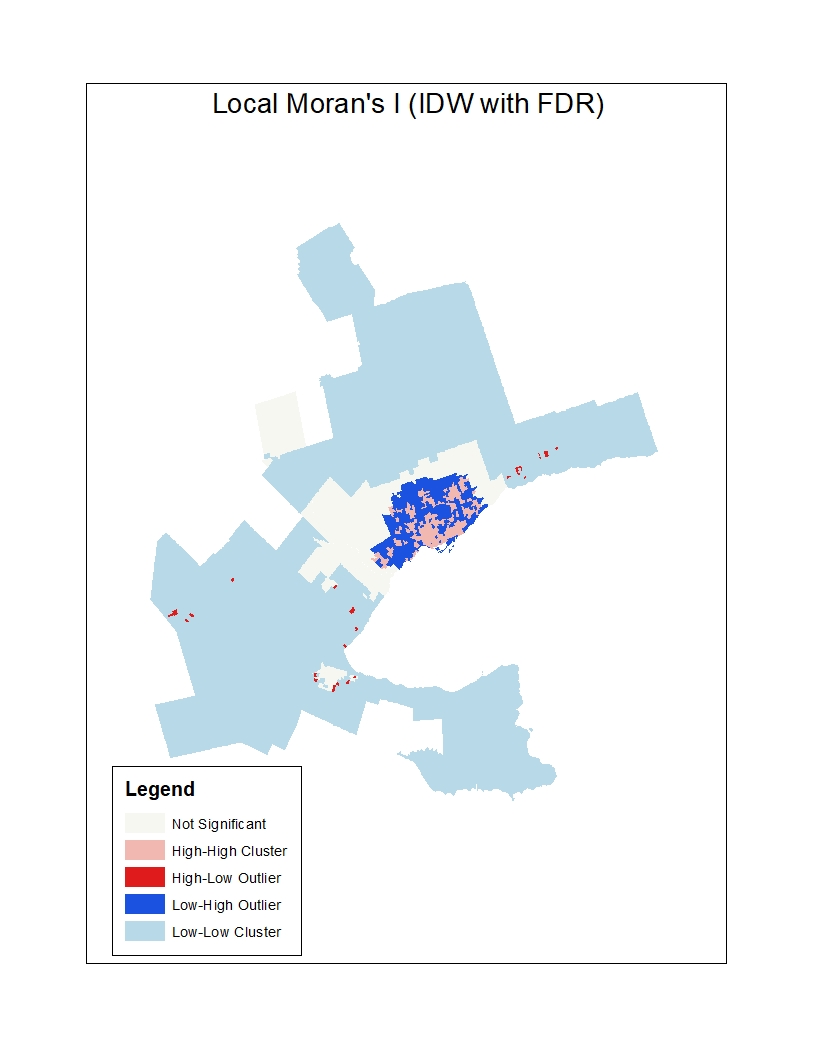 Local Moran's I (IDW with FDR)
Legend
Not Significant
High-High Cluster
High-Low Outlier
Low-High Outlier
Low-Low Cluster